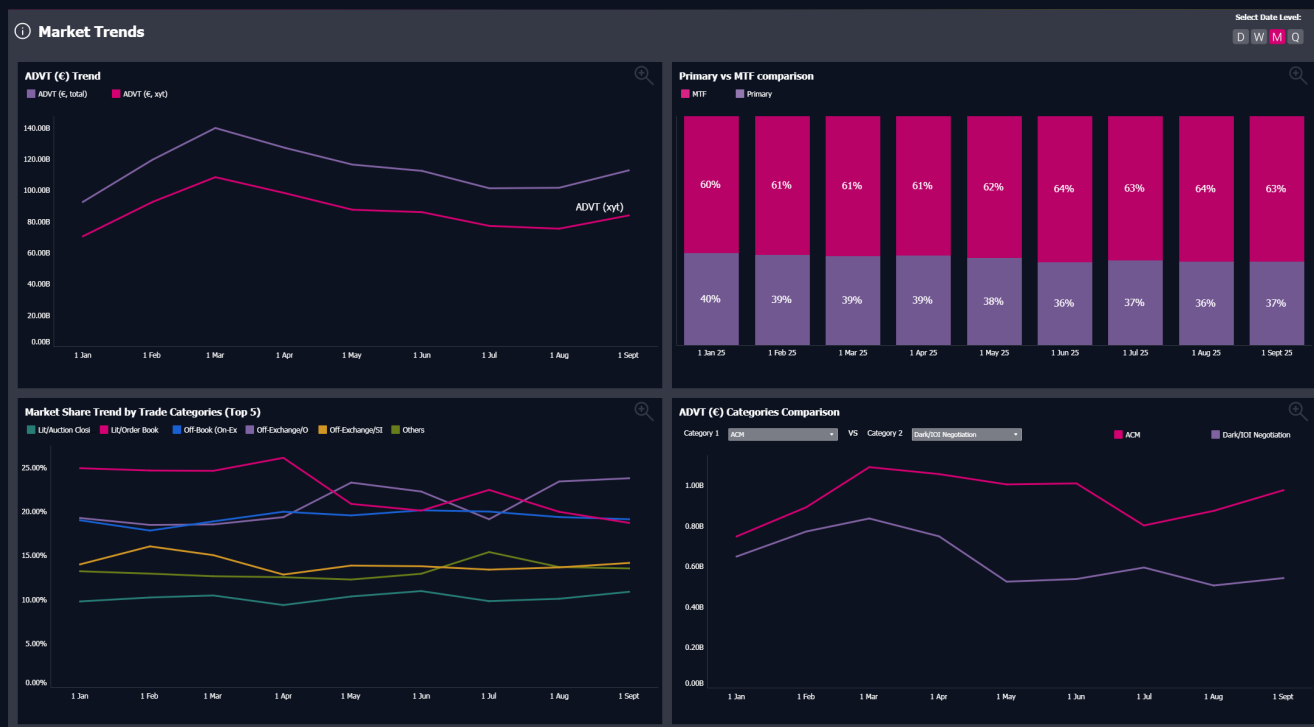 Select Date Level:
Market Trends
D W M Q
ADVT (€) Trend
ADVT (€, total) ADVT (€, xyt)
140.00B
120.00B
100.00B
80.00B
60.00B
40.00B
20.00B
0.00B
ADVT (xyt)
1 Jan 1 Feb 1 Mar 1 Apr 1 May 1 Jun 1 Jul 1 Aug 1 Sept
Primary vs MTF comparison
MTF Primary
60% 61% 61% 61% 62% 64% 63% 64% 63%
40% 39% 39% 39% 38% 36% 37% 36% 37%
1 Jan 25 1 Feb 25 1 Mar 25 1 Apr 25 1 May 25 1 Jun 25 1 Jul 25 1 Aug 25 1 Sept 25
Market Share Trend by Trade Categories (Top 5)
Lit/Auction Closi Lit/Order Book Off-Book (On-Ex Off-Exchange/O Off-Exchange/SI Others
25.00%
20.00%
15.00%
10.00%
5.00%
0.00%
1 Jan 1 Feb 1 Mar 1 Apr 1 May 1 Jun 1 Jul 1 Aug 1 Sept
ADVT (€) Categories Comparison
Category 1 ACM VS Category 2 Dark/IOI Negotiation ACM Dark/IOI Negotiation
1.00B
0.80B
0.60B
0.40B
0.20B
0.00B
1 Jan 1 Feb 1 Mar 1 Apr 1 May 1 Jun 1 Jul 1 Aug 1 Sept